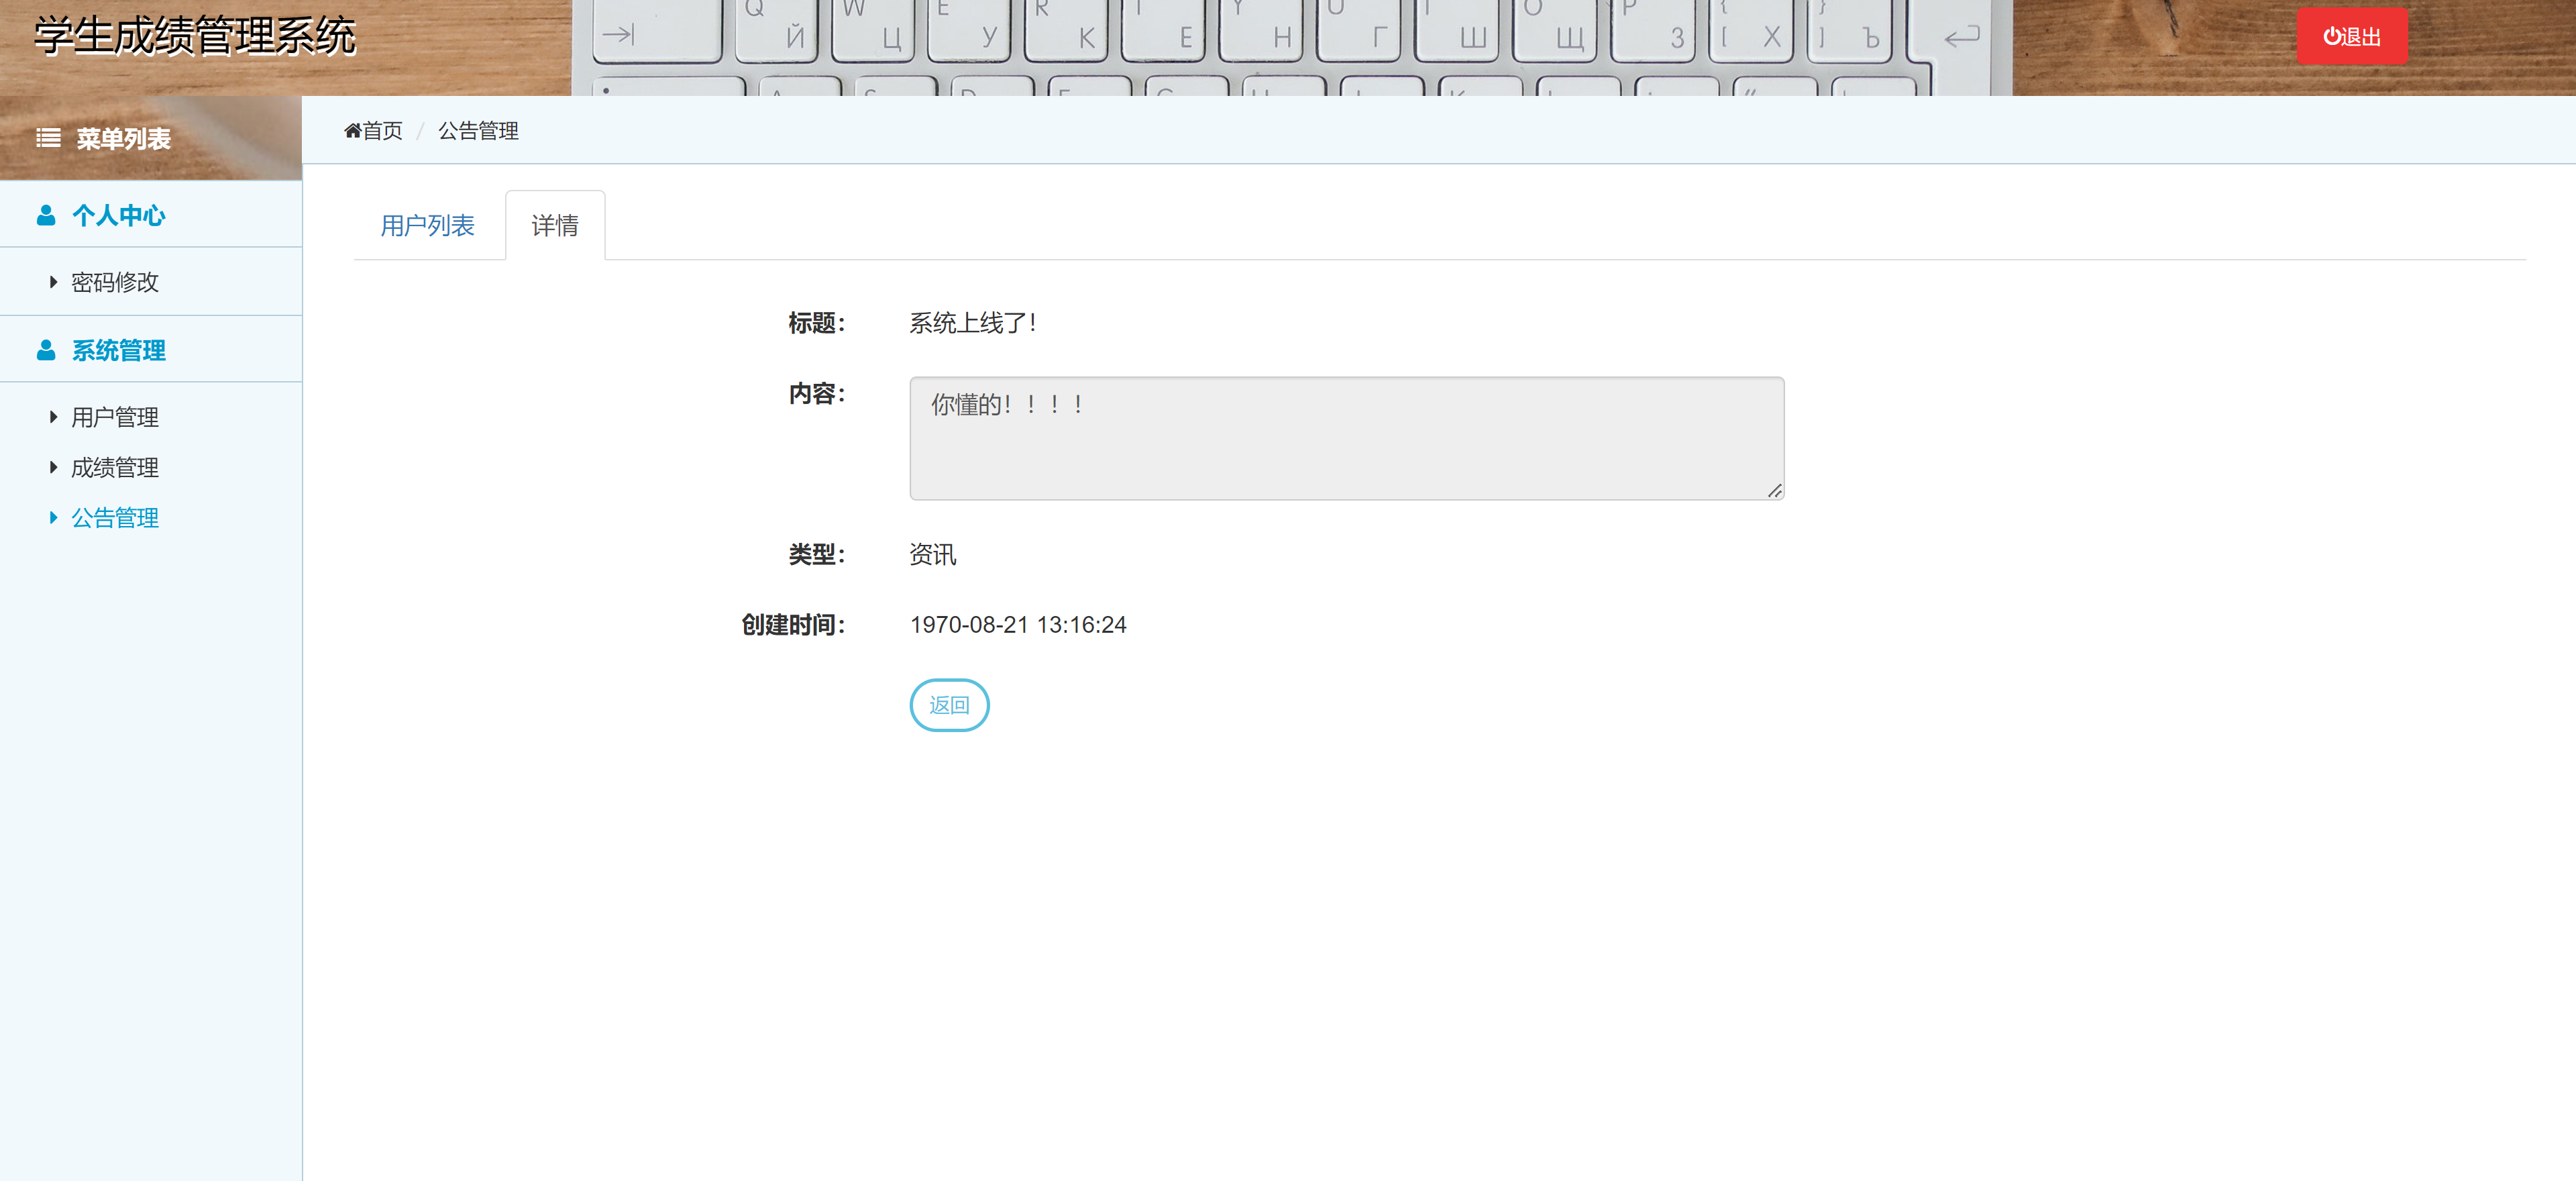 学生成绩管理系统
Q W E R T Y U I O P { }
Й Ц У К Е Н Г Ш Щ З [ Х ] Ъ
退出
菜单列表
首页 / 公告管理
个人中心
密码修改
系统管理
用户管理
成绩管理
公告管理
用户列表 详情
标题： 系统上线了！
内容： 你懂的！！！！
类型： 资讯
创建时间： 1970-08-21 13:16:24
返回